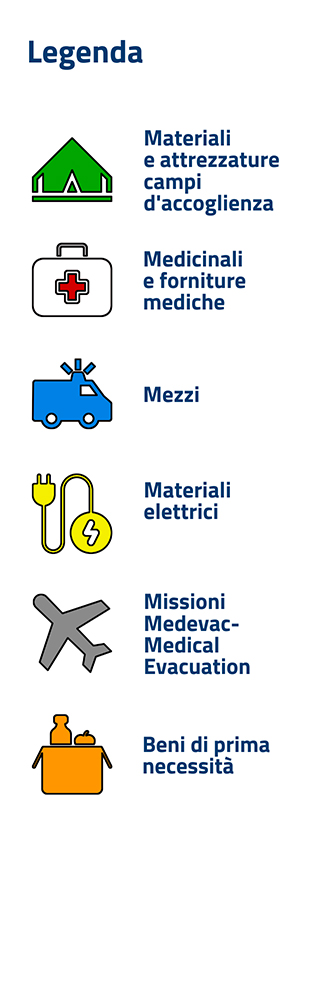 Legenda
Materiali
e attrezzature
campi
d'accoglienza
Medicinali
e forniture
mediche
Mezzi
Materiali
elettrici
Missioni
Medevac-
Medical
Evacuation
Beni di prima
necessità